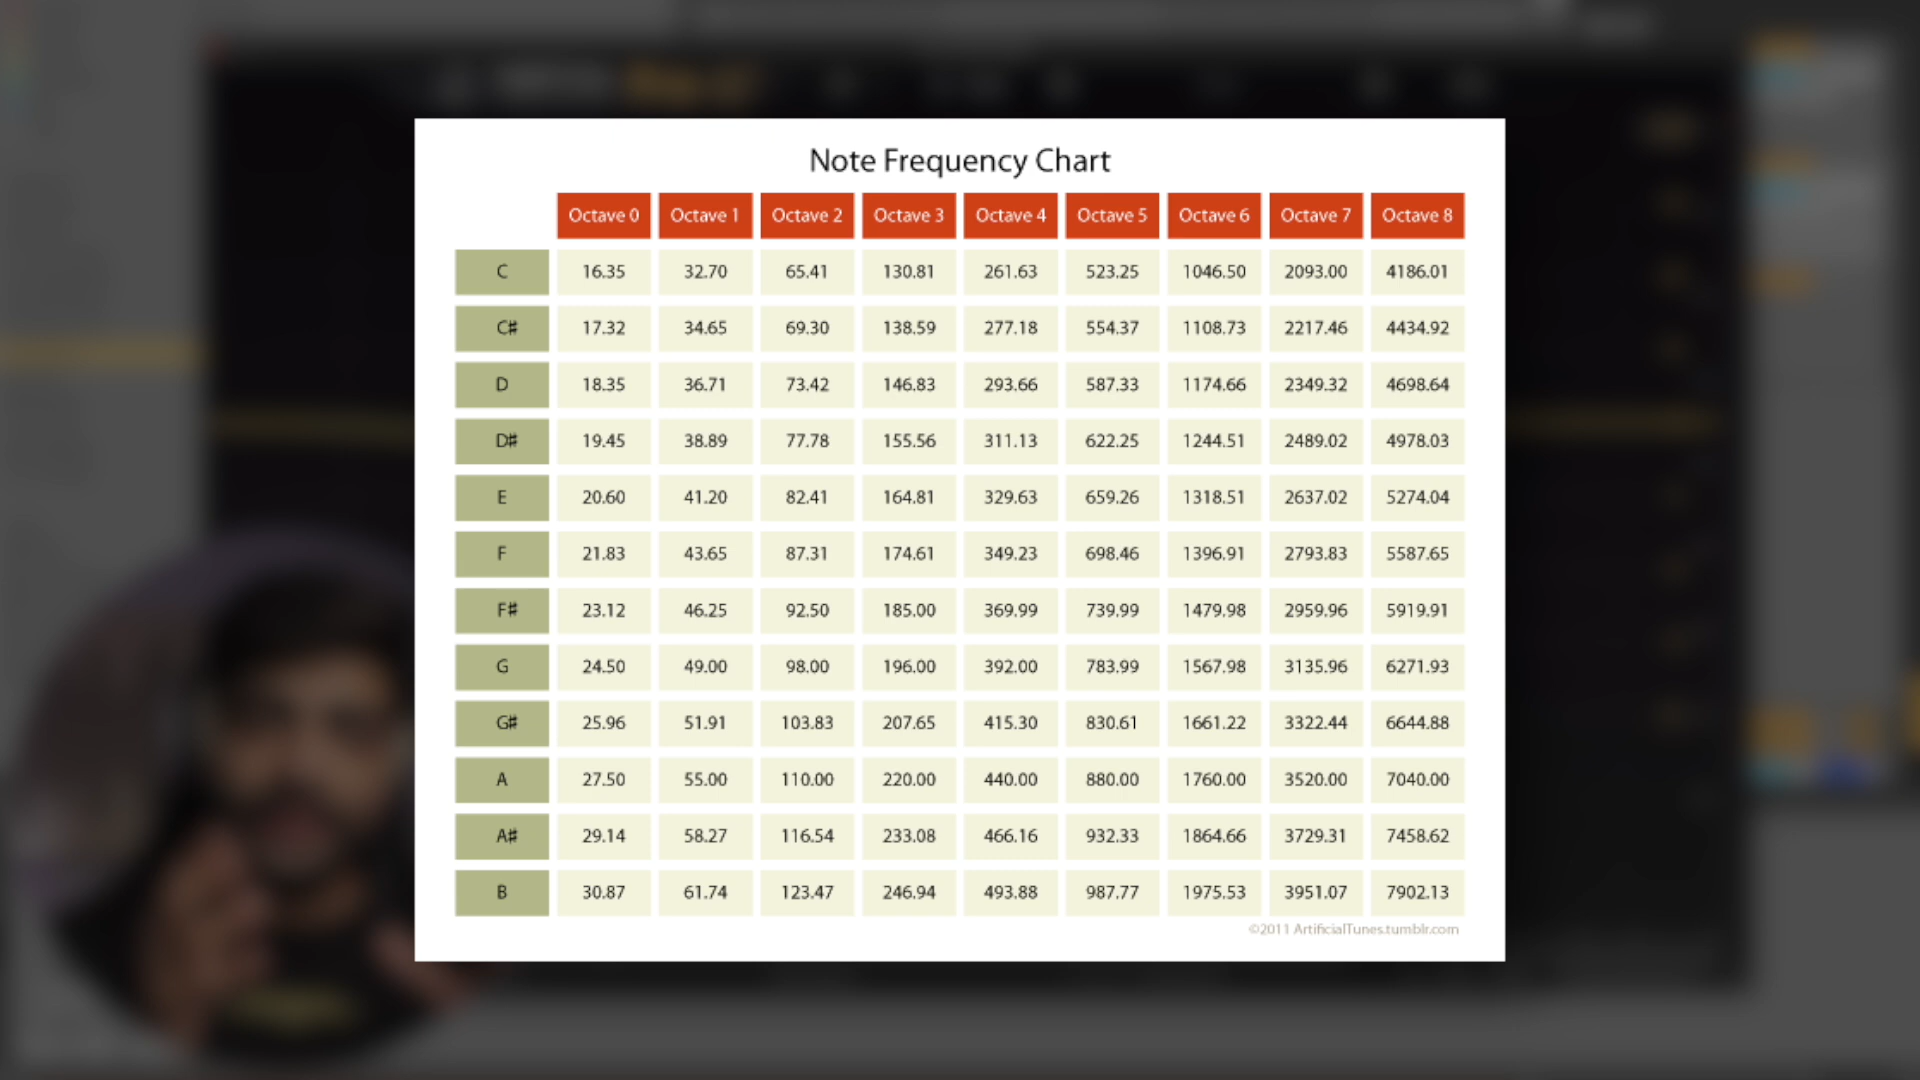 Note Frequency Chart
Octave 0 Octave 1 Octave 2 Octave 3 Octave 4 Octave 5 Octave 6 Octave 7 Octave 8
C 16.35 32.70 65.41 130.81 261.63 523.25 1046.50 2093.00 4186.01
C♯ 17.32 34.65 69.30 138.59 277.18 554.37 1108.73 2217.46 4434.92
D 18.35 36.71 73.42 146.83 293.66 587.33 1174.66 2349.32 4698.64
D♯ 19.45 38.89 77.78 155.56 311.13 622.25 1244.51 2489.02 4978.03
E 20.60 41.20 82.41 164.81 329.63 659.26 1318.51 2637.02 5274.04
F 21.83 43.65 87.31 174.61 349.23 698.46 1396.91 2793.83 5587.65
F♯ 23.12 46.25 92.50 185.00 369.99 739.99 1479.98 2959.96 5919.91
G 24.50 49.00 98.00 196.00 392.00 783.99 1567.98 3135.96 6271.93
G♯ 25.96 51.91 103.83 207.65 415.30 830.61 1661.22 3322.44 6644.88
A 27.50 55.00 110.00 220.00 440.00 880.00 1760.00 3520.00 7040.00
A♯ 29.14 58.27 116.54 233.08 466.16 932.33 1864.66 3729.31 7458.62
B 30.87 61.74 123.47 246.94 493.88 987.77 1975.53 3951.07 7902.13
©2011 ArtificialTunes.tumblr.com